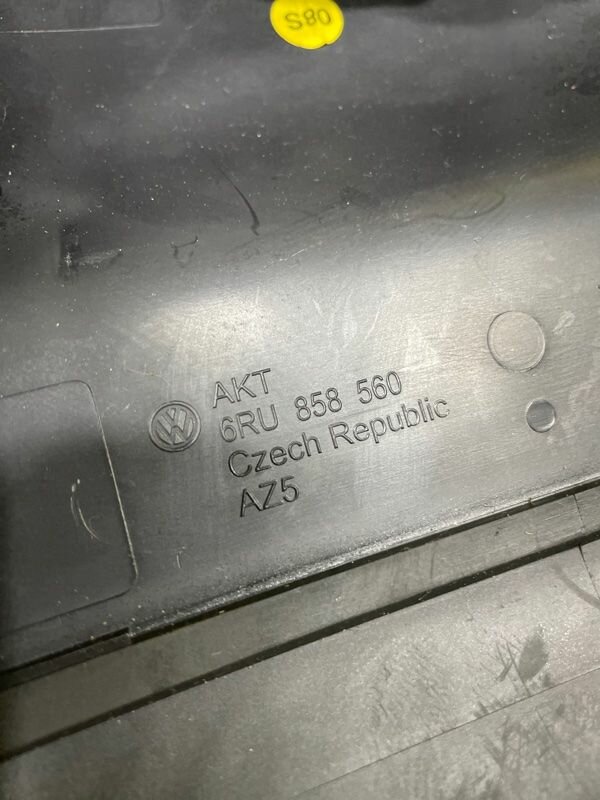 S80
AKT
6RU 858 560
Czech Republic
AZ5